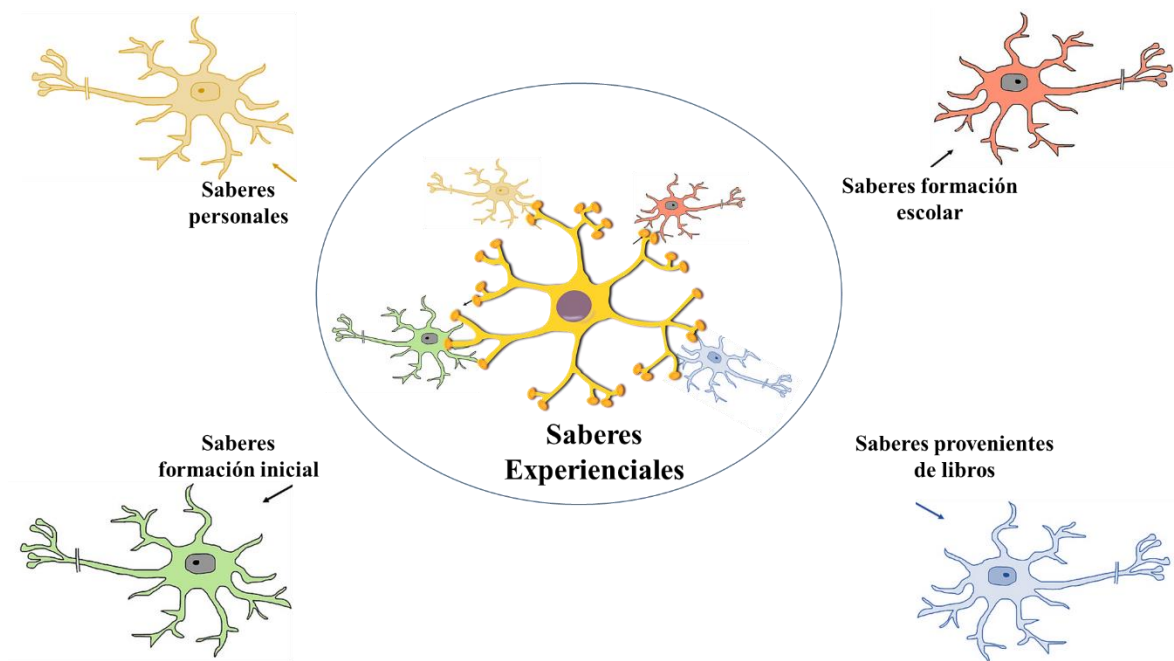 Saberes
personales
Saberes formación
escolar
Saberes
Experienciales
Saberes
formación inicial
Saberes provenientes
de libros